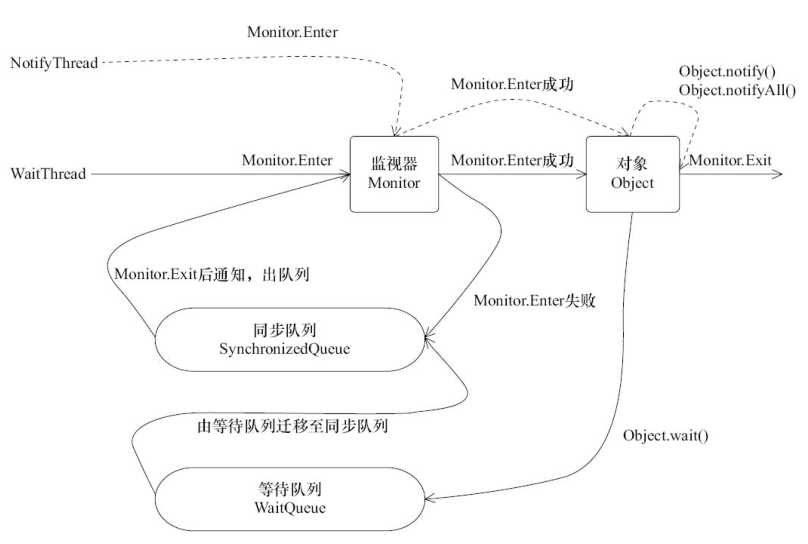 Monitor.Enter
NotifyThread
Monitor.Enter成功
Object.notify()
Object.notifyAll()
WaitThread
Monitor.Enter
监视器
Monitor
Monitor.Enter成功
对象
Object
Monitor.Exit
Monitor.Exit后通知，出队列
Monitor.Enter失败
同步队列
SynchronizedQueue
由等待队列迁移至同步队列
Object.wait()
等待队列
WaitQueue